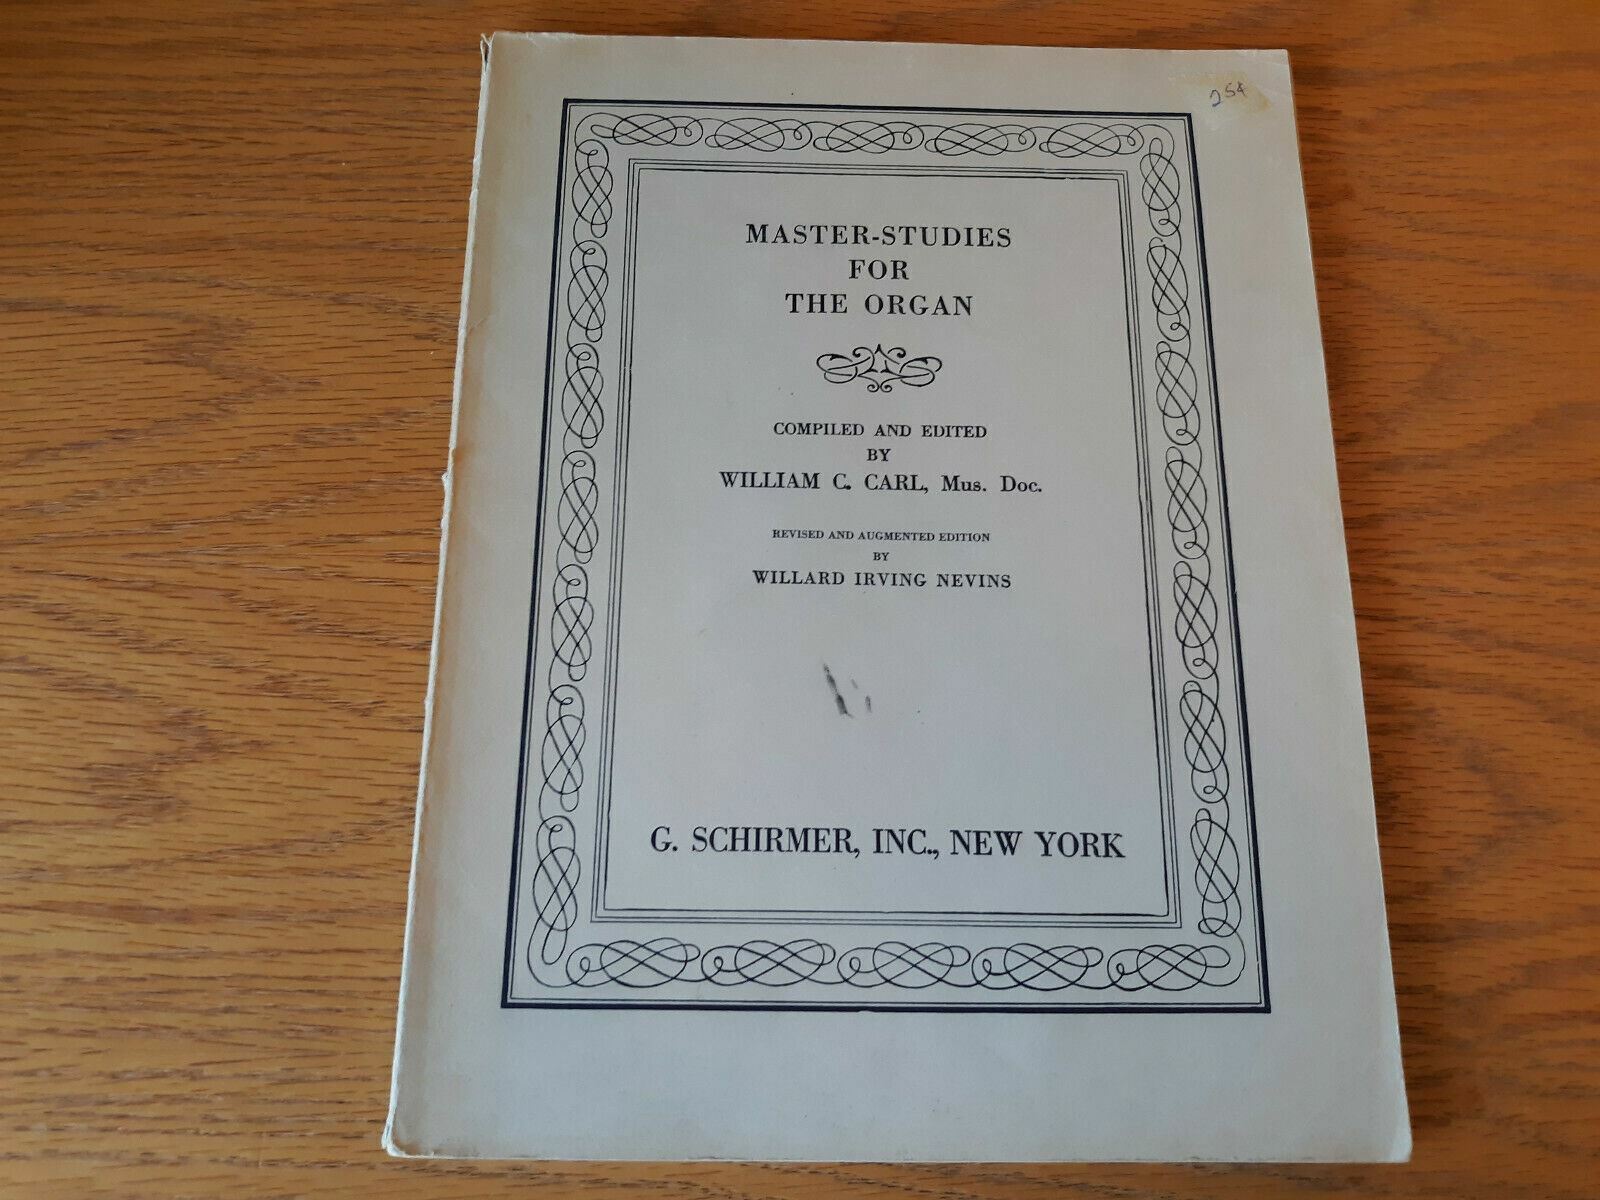 25¢
MASTER-STUDIES
FOR
THE ORGAN
COMPILED AND EDITED
BY
WILLIAM C. CARL, Mus. Doc.
REVISED AND AUGMENTED EDITION
BY
WILLARD IRVING NEVINS
G. SCHIRMER, INC., NEW YORK